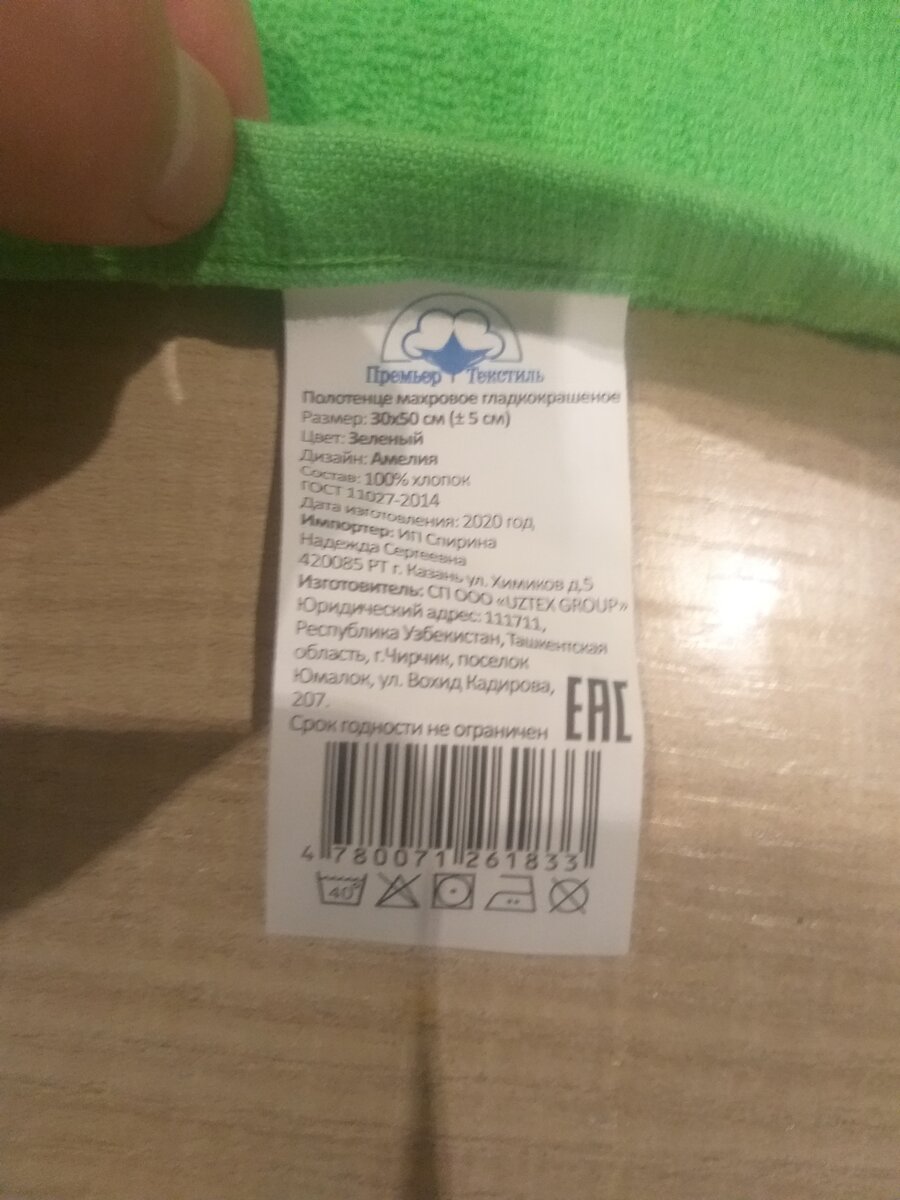 Премьер Текстиль
Полотенце махровое гладкокрашеное
Размер: 30х50 см (± 5 см)
Цвет: Зеленый
Дизайн: Амелия
Состав: 100% хлопок
ГОСТ 11027-2014
Дата изготовления: 2020 год
Импортер: ИП Спирина
Надежда Сергеевна
420085 РТ г. Казань ул. Химиков д.5
Изготовитель: СП ООО «UZTEX GROUP»
Юридический адрес: 111711,
Республика Узбекистан, Ташкентская
область, г.Чирчик, поселок
Юмалок, ул. Вохид Кадирова,
207.
EAC
Срок годности не ограничен
4 780071 261833
40°